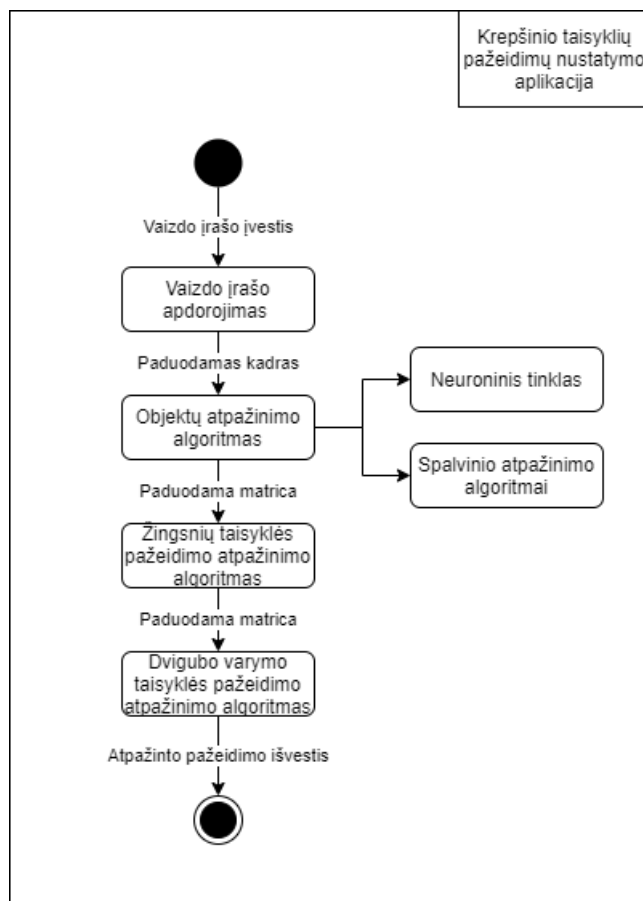 Krepšinio taisyklių
pažeidimų nustatymo
aplikacija
Vaizdo įrašo įvestis
Vaizdo įrašo
apdorojimas
Paduodamas kadras
Neuroninis tinklas
Objektų atpažinimo
algoritmas
Spalvinio atpažinimo
algoritmai
Paduodama matrica
Žingsnių taisyklės
pažeidimo atpažinimo
algoritmas
Paduodama matrica
Dvigubo varymo
taisyklės pažeidimo
atpažinimo algoritmas
Atpažinto pažeidimo išvestis